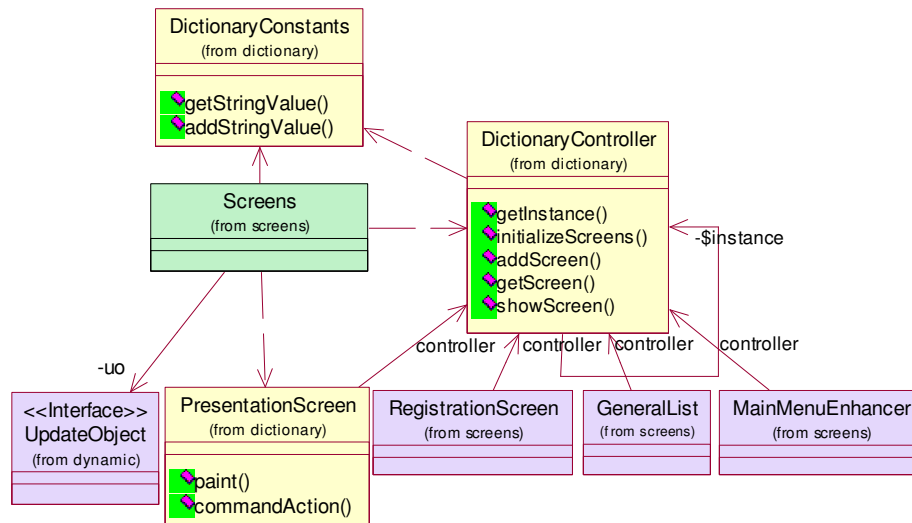 DictionaryConstants
(from dictionary)
getStringValue()
addStringValue()
DictionaryController
(from dictionary)
getInstance()
initializeScreens()
addScreen()
getScreen()
showScreen()
Screens
(from screens)
-$instance
controller
controller
controller
controller
-uo
<<Interface>>
UpdateObject
(from dynamic)
PresentationScreen
(from dictionary)
paint()
commandAction()
RegistrationScreen
(from screens)
GeneralList
(from screens)
MainMenuEnhancer
(from screens)